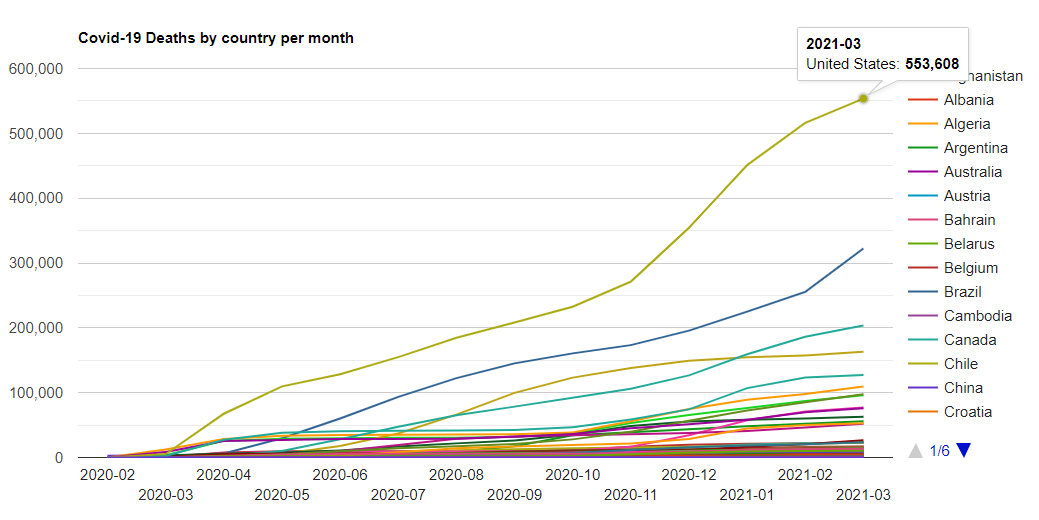 Covid-19 Deaths by country per month
2021-03
United States: 553,608
600,000
500,000
400,000
300,000
200,000
100,000
0
2020-02
2020-03
2020-04
2020-05
2020-06
2020-07
2020-08
2020-09
2020-10
2020-11
2020-12
2021-01
2021-02
2021-03
ghanistan
Albania
Algeria
Argentina
Australia
Austria
Bahrain
Belarus
Belgium
Brazil
Cambodia
Canada
Chile
China
Croatia
1/6